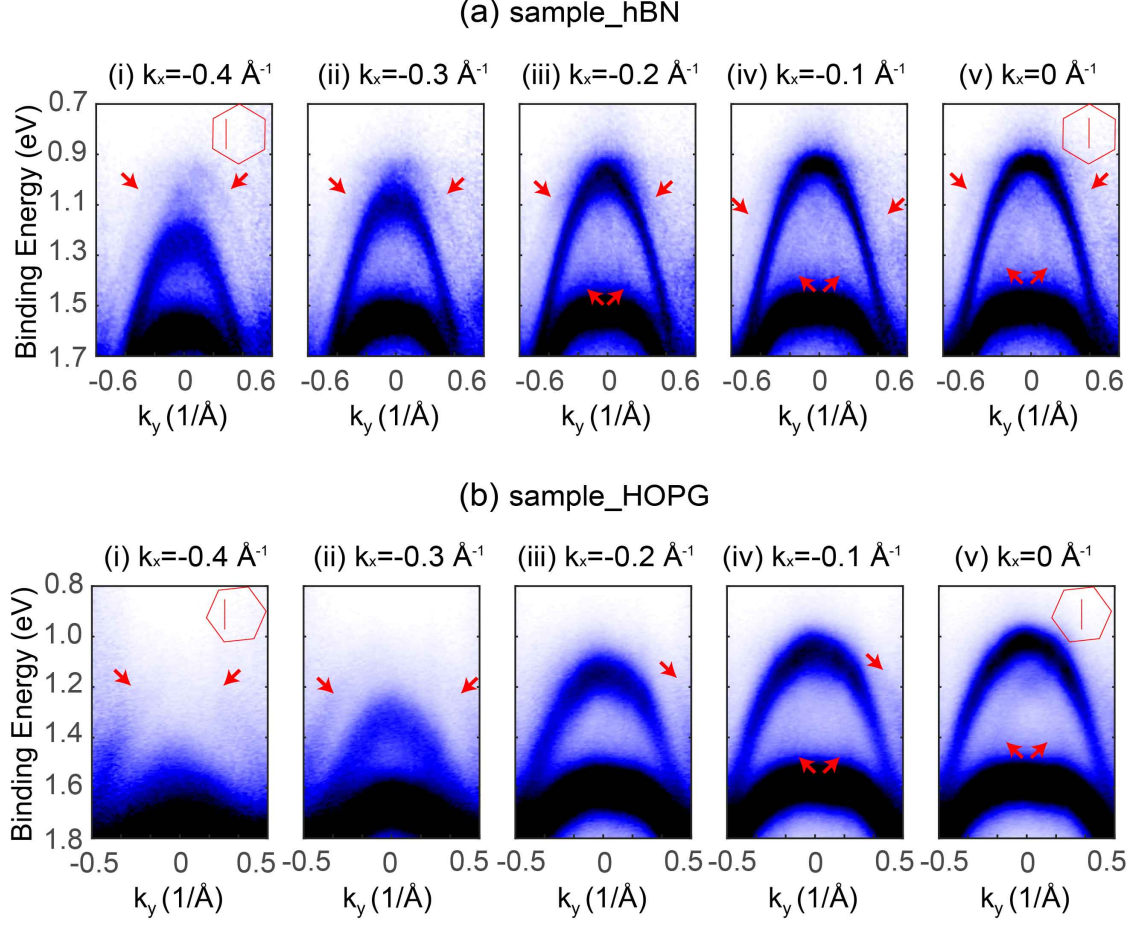 (a) sample_hBN
(i) kx=-0.4 Å-1 (ii) kx=-0.3 Å-1 (iii) kx=-0.2 Å-1 (iv) kx=-0.1 Å-1 (v) kx=0 Å-1
Binding Energy (eV)
0.7
0.9
1.1
1.3
1.5
1.7
-0.6 0 0.6 -0.6 0 0.6 -0.6 0 0.6 -0.6 0 0.6 -0.6 0 0.6
ky (1/Å) ky (1/Å) ky (1/Å) ky (1/Å) ky (1/Å)
(b) sample_HOPG
(i) kx=-0.4 Å-1 (ii) kx=-0.3 Å-1 (iii) kx=-0.2 Å-1 (iv) kx=-0.1 Å-1 (v) kx=0 Å-1
Binding Energy (eV)
0.8
1.0
1.2
1.4
1.6
1.8
-0.5 0 0.5 -0.5 0 0.5 -0.5 0 0.5 -0.5 0 0.5 -0.5 0 0.5
ky (1/Å) ky (1/Å) ky (1/Å) ky (1/Å) ky (1/Å)